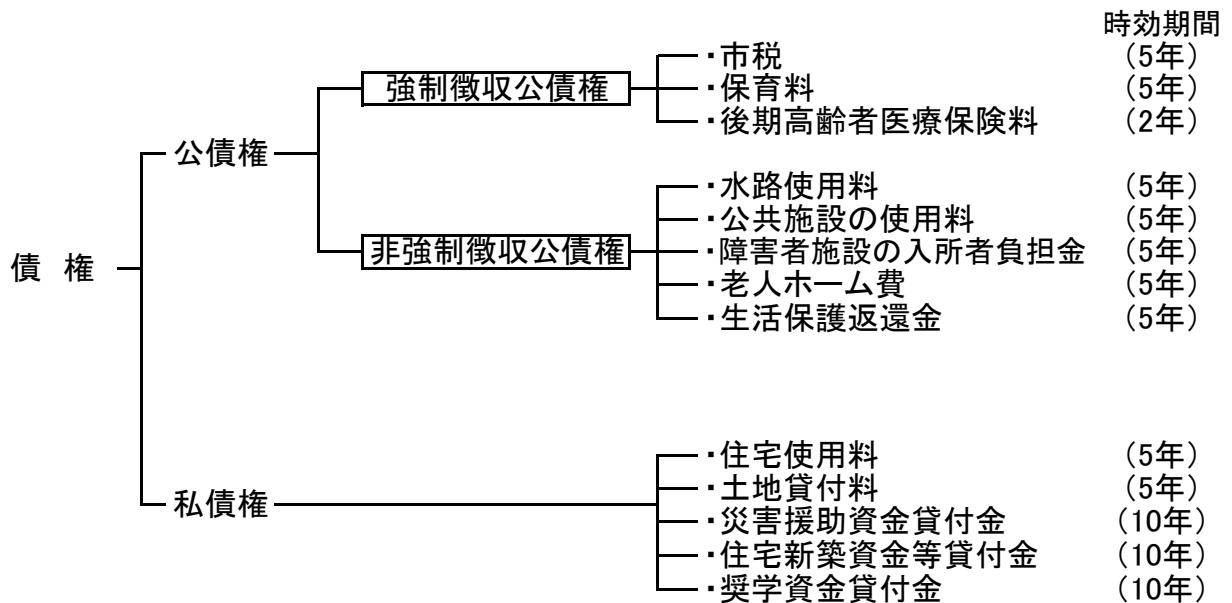 時効期間
・市税 (5年)
強制徴収公債権 ・保育料 (5年)
・後期高齢者医療保険料 (2年)
公債権
・水路使用料 (5年)
・公共施設の使用料 (5年)
非強制徴収公債権 ・障害者施設の入所者負担金 (5年)
債 権
・老人ホーム費 (5年)
・生活保護返還金 (5年)
・住宅使用料 (5年)
・土地貸付料 (5年)
私債権
・災害援助資金貸付金 (10年)
・住宅新築資金等貸付金 (10年)
・奨学資金貸付金 (10年)